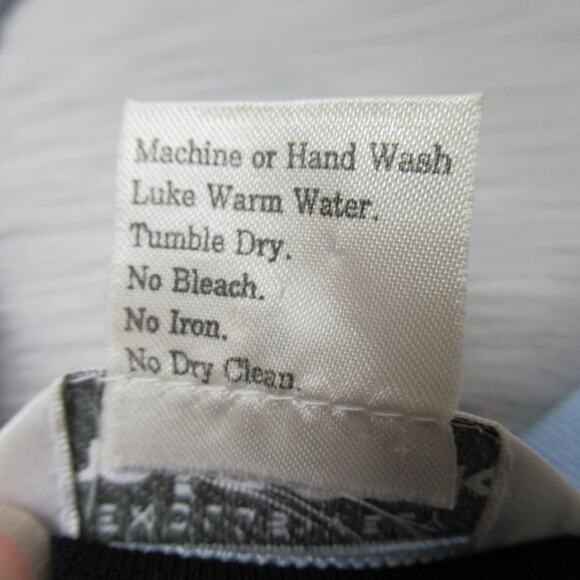 Machine or Hand Wash
Luke Warm Water.
Tumble Dry.
No Bleach.
No Iron.
No Dry Clean.